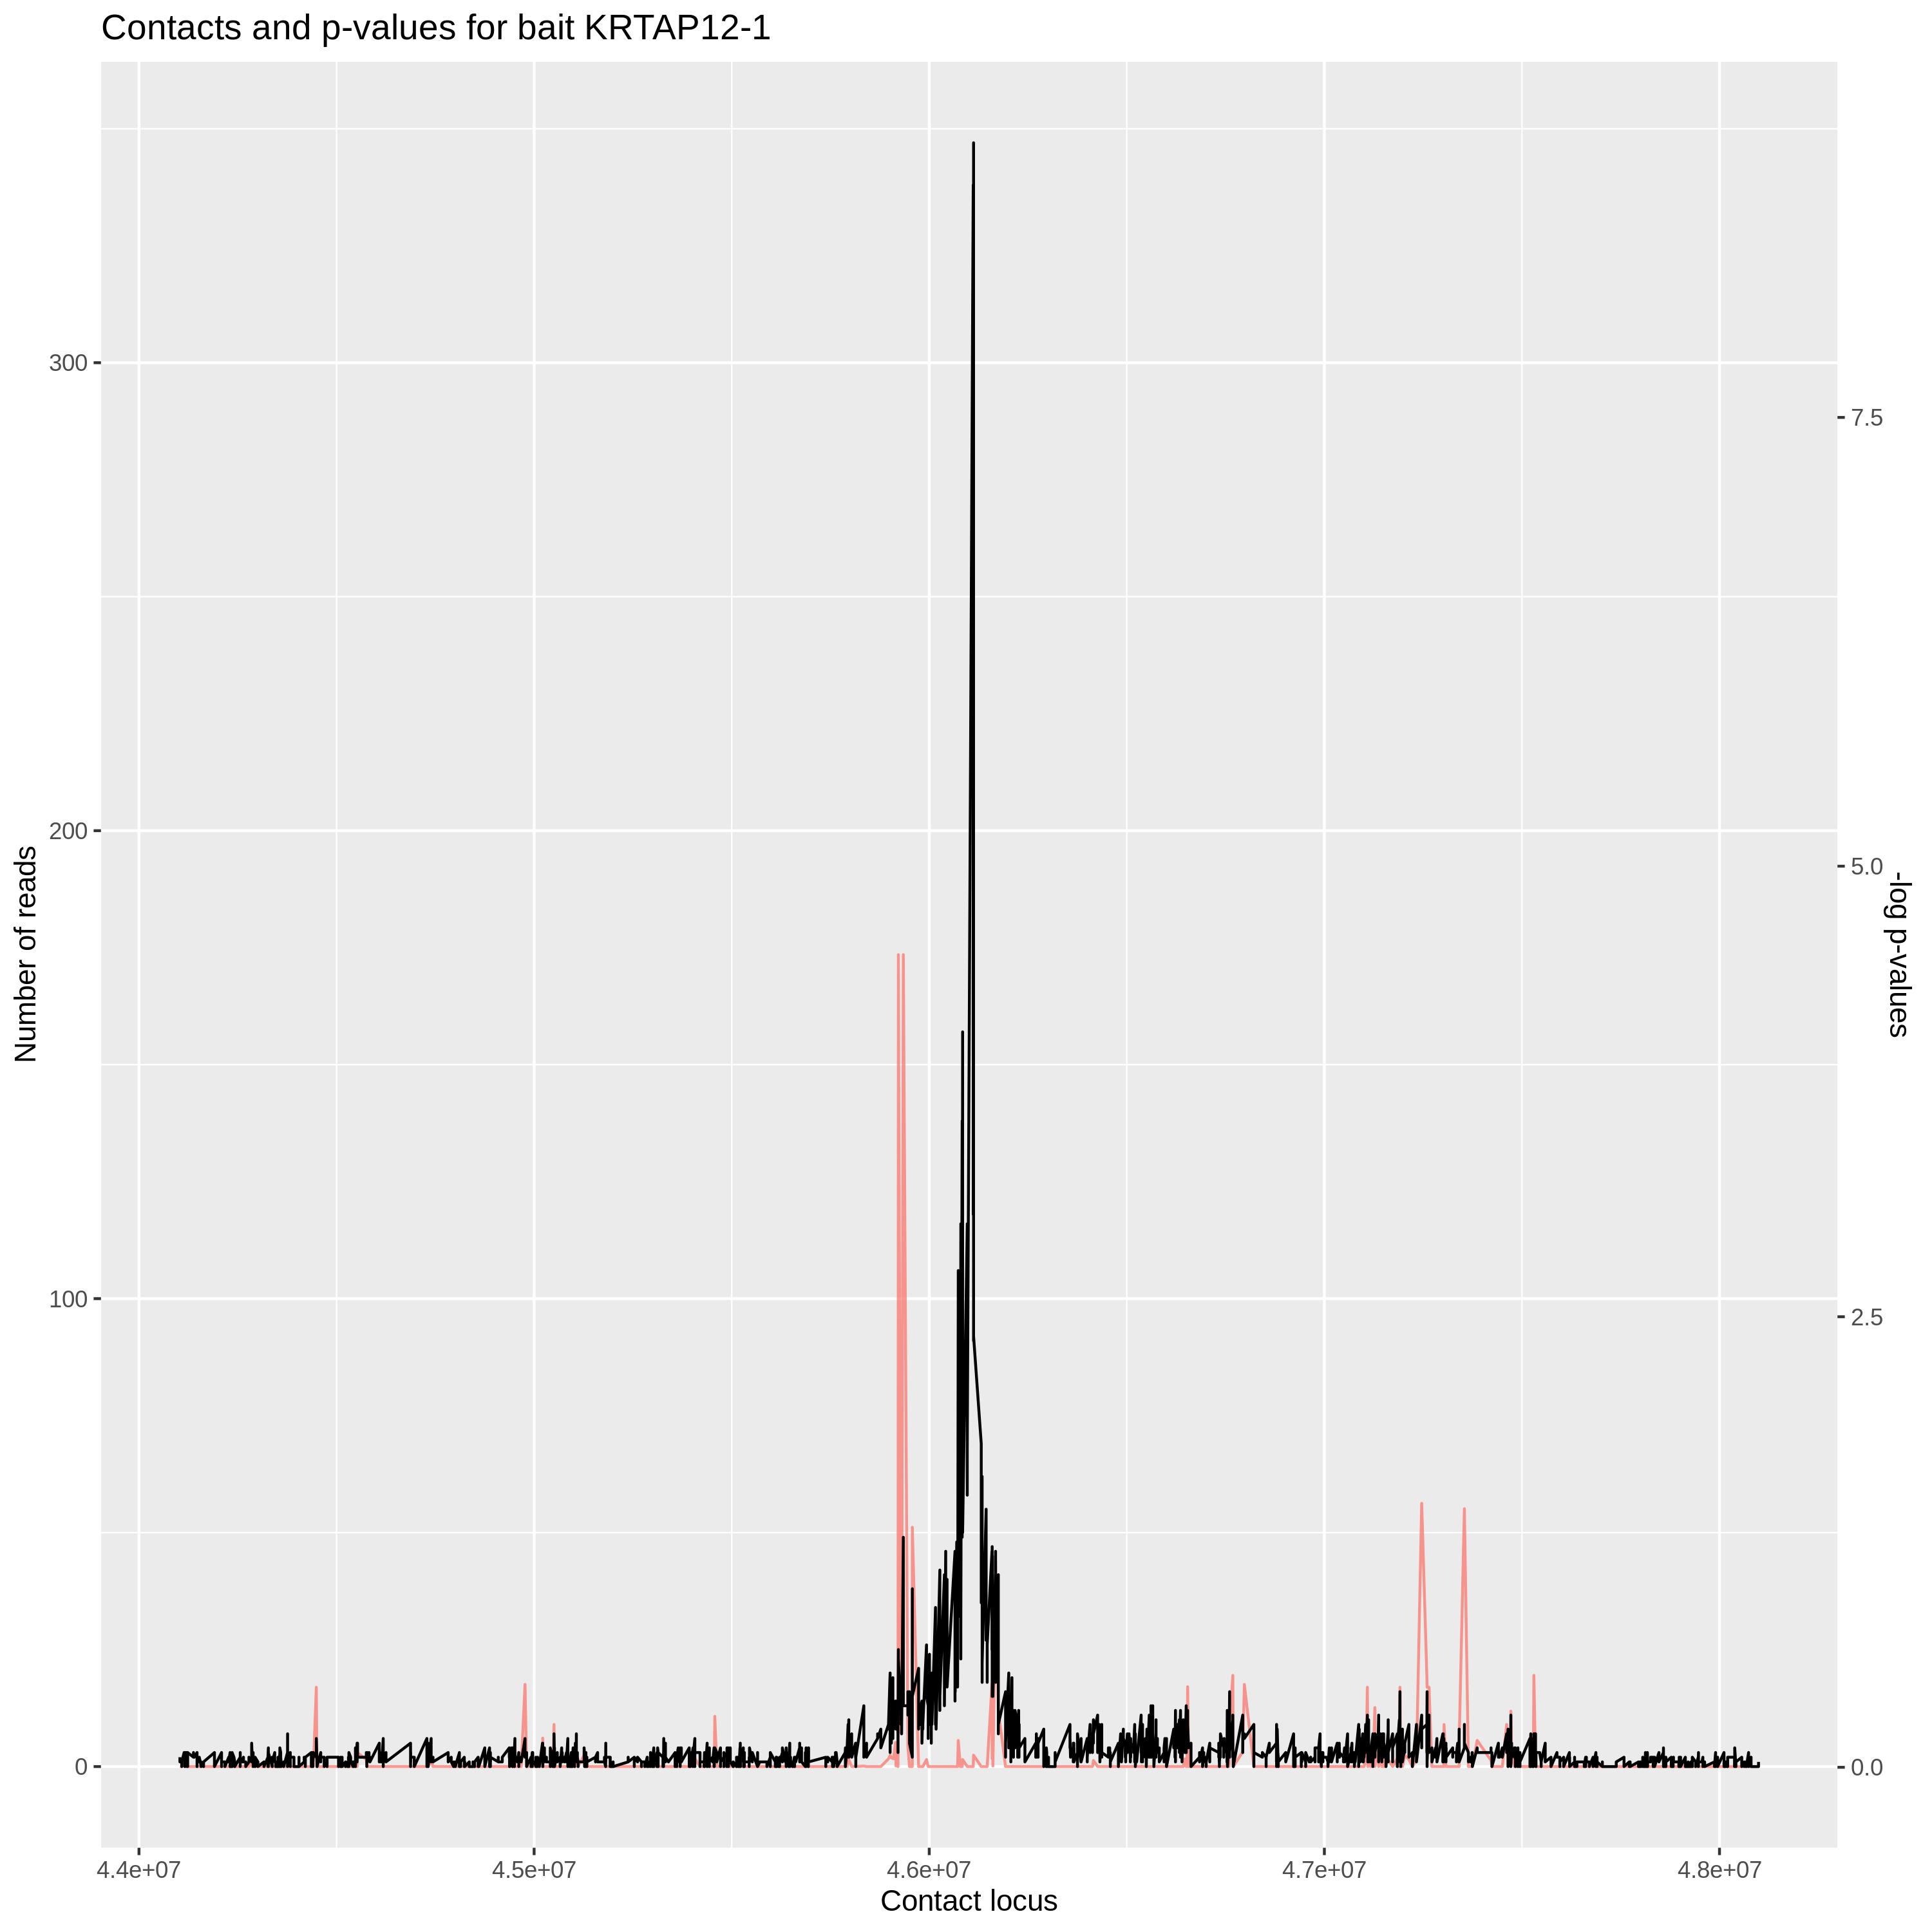 Contacts and p-values for bait KRTAP12-1
300
200
100
0
Number of reads
7.5
5.0
2.5
0.0
-log p-values
4.4e+07 4.5e+07 4.6e+07 4.7e+07 4.8e+07
Contact locus